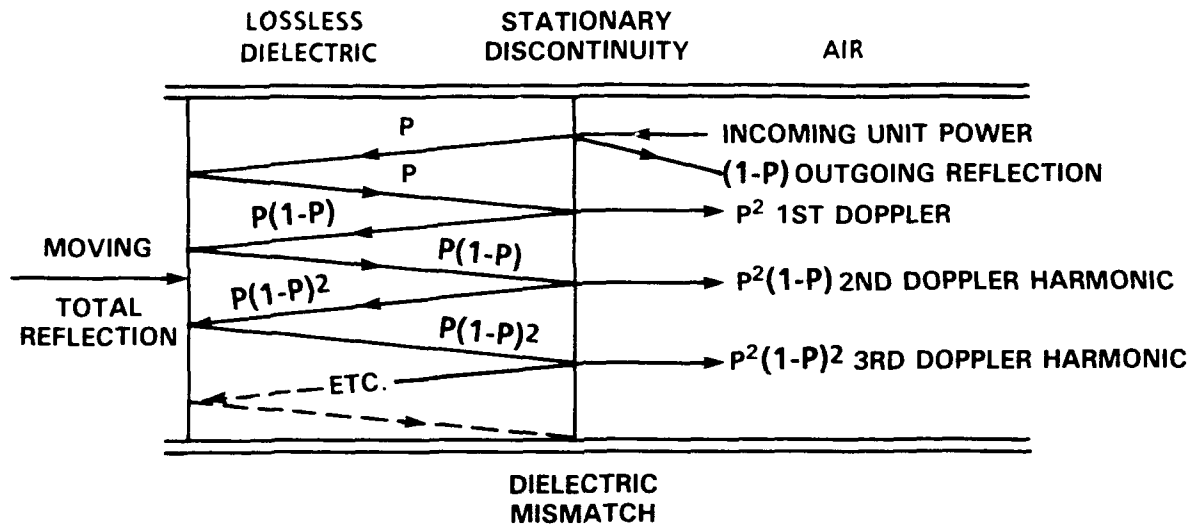 LOSSLESS DIELECTRIC
STATIONARY DISCONTINUITY
AIR
P
INCOMING UNIT POWER
(1-P) OUTGOING REFLECTION
P
P² 1ST DOPPLER
P(1-P)
MOVING
P(1-P)
P²(1-P) 2ND DOPPLER HARMONIC
P(1-P)2
TOTAL REFLECTION
P(1-P)2
P²(1-P)2 3RD DOPPLER HARMONIC
ETC.
DIELECTRIC MISMATCH